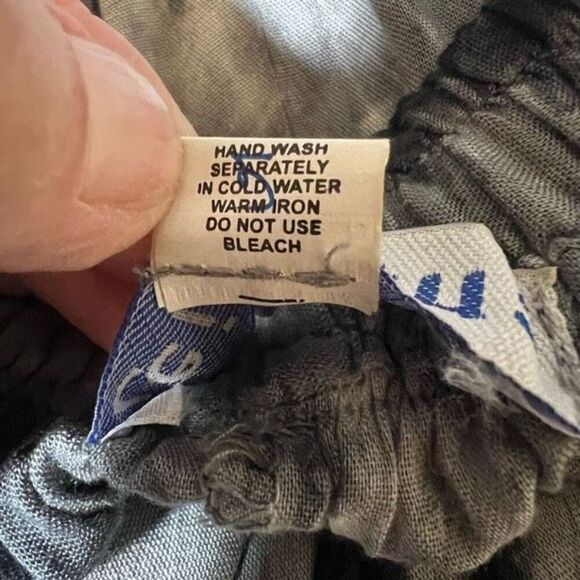 HAND WASH
SEPARATELY
IN COLD WATER
WARM IRON
DO NOT USE
BLEACH